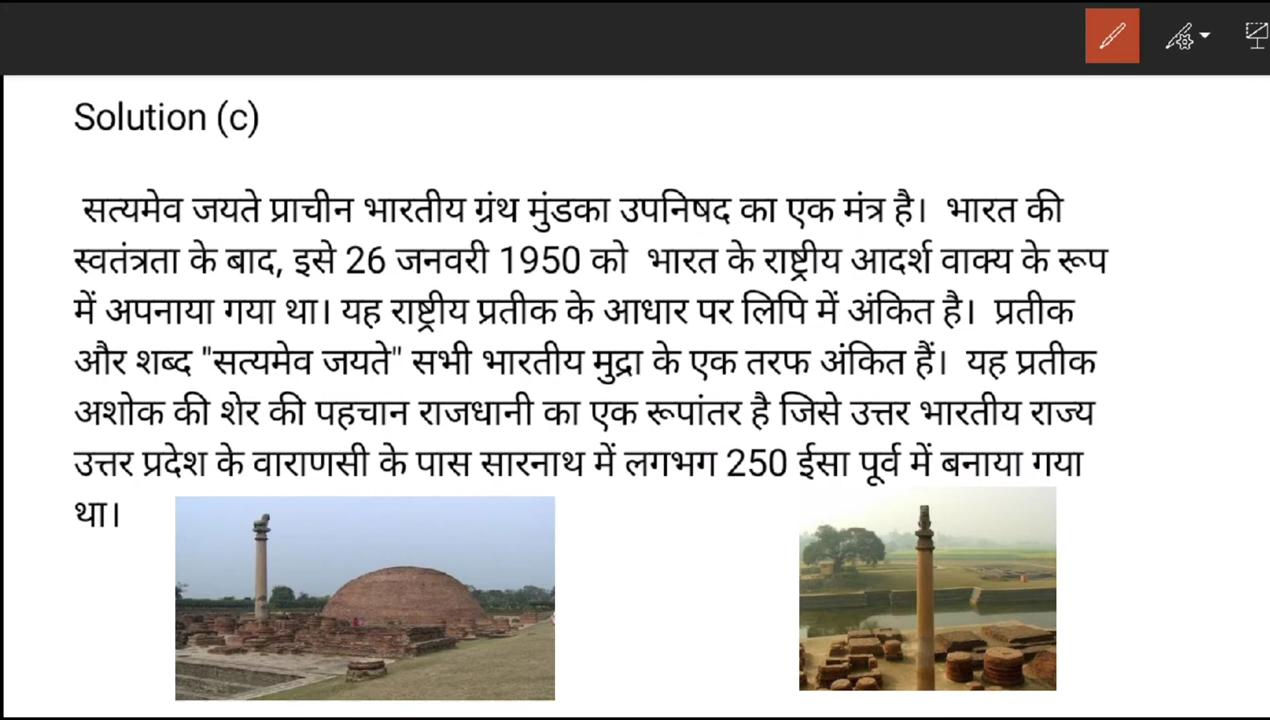 Solution (c)
सत्यमेव जयते प्राचीन भारतीय ग्रंथ मुंडका उपनिषद का एक मंत्र है। भारत की
स्वतंत्रता के बाद, इसे 26 जनवरी 1950 को भारत के राष्ट्रीय आदर्श वाक्य के रूप
में अपनाया गया था। यह राष्ट्रीय प्रतीक के आधार पर लिपि में अंकित है। प्रतीक
और शब्द "सत्यमेव जयते" सभी भारतीय मुद्रा के एक तरफ अंकित हैं। यह प्रतीक
अशोक की शेर की पहचान राजधानी का एक रूपांतर है जिसे उत्तर भारतीय राज्य
उत्तर प्रदेश के वाराणसी के पास सारनाथ में लगभग 250 ईसा पूर्व में बनाया गया
था।